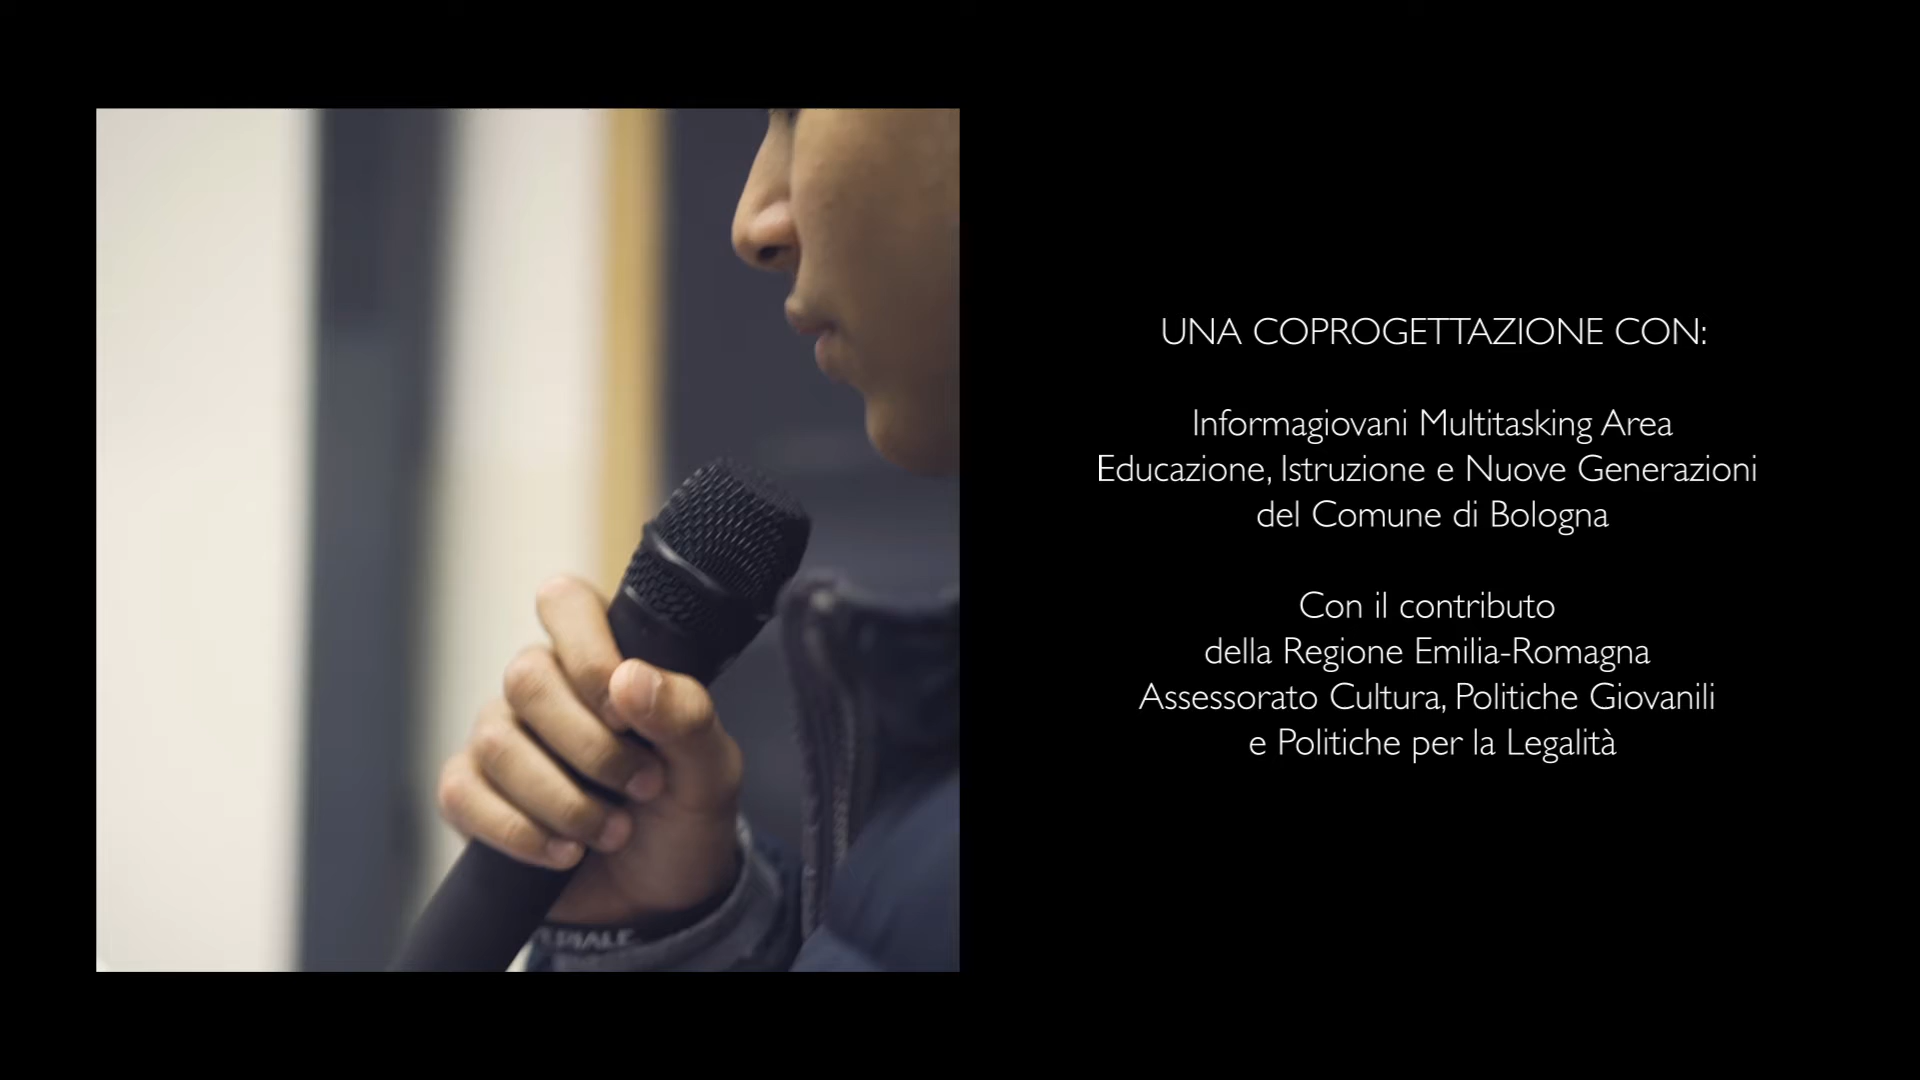 UNA COPROGETTAZIONE CON:
Informagiovani Multitasking Area
Educazione, Istruzione e Nuove Generazioni
del Comune di Bologna
Con il contributo
della Regione Emilia-Romagna
Assessorato Cultura, Politiche Giovanili
e Politiche per la Legalità